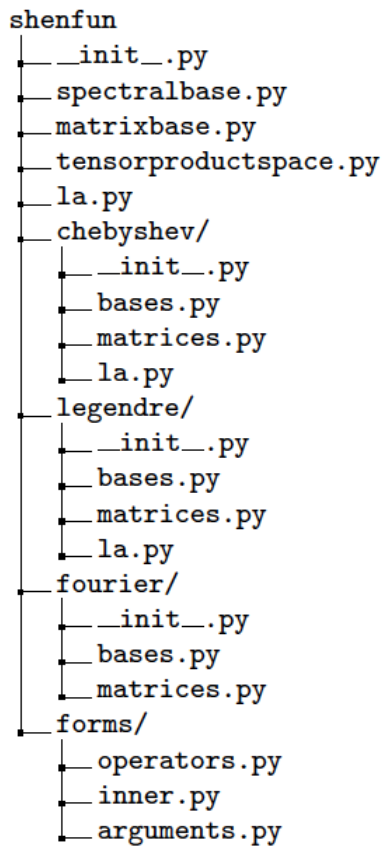 shenfun
__init__.py
spectralbase.py
matrixbase.py
tensorproductspace.py
la.py
chebyshev/
__init__.py
bases.py
matrices.py
la.py
legendre/
__init__.py
bases.py
matrices.py
la.py
fourier/
__init__.py
bases.py
matrices.py
forms/
operators.py
inner.py
arguments.py